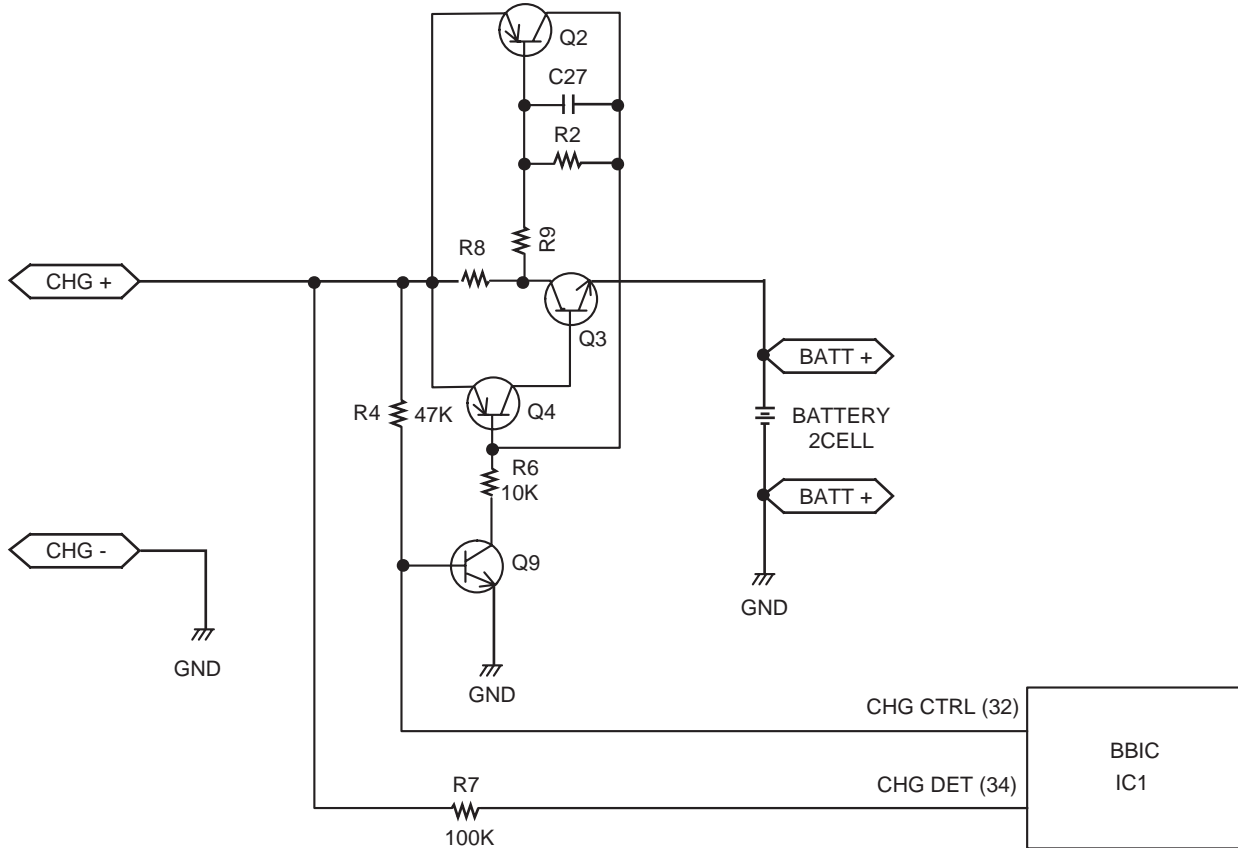 Q2
C27
R2
R9
R8
CHG +
Q3
BATT +
R4 47K
Q4
BATTERY
2CELL
R6
10K
BATT +
CHG -
Q9
GND
GND
GND
CHG CTRL (32)
BBIC
IC1
CHG DET (34)
R7
100K